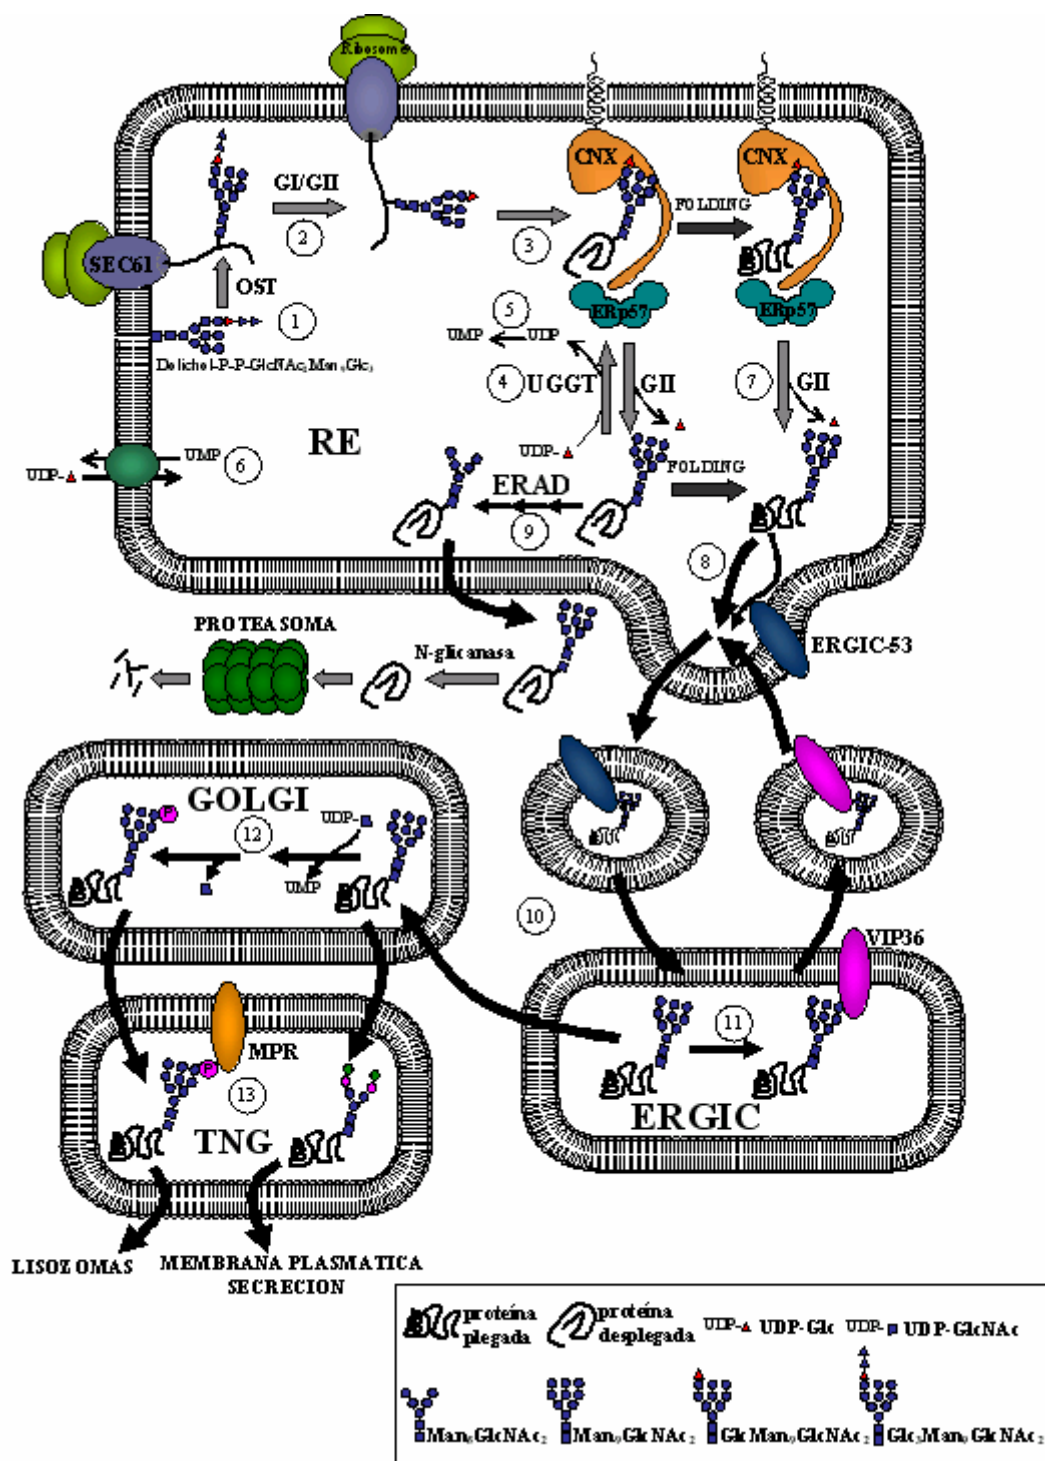 Ribosome
CNX
CNX
GI/GII
2
3
FOLDING
SEC61
OST
1
ERp57
ERp57
Dolichol-P-P-GlcNAc₂Man₉Glc₃
5
UMP
UDP
4
UGGT
GII
7
GII
RE
UMP
6
UDP-
UDP-
FOLDING
ERAD
9
8
PROTEASOMA
N-glicanasa
ERGIC-53
GOLGI
UDP-
12
UMP
10
VIP36
MPR
11
13
TNG
ERGIC
P
P
LISOZOMAS
MEMBRANA PLASMATICA
SECRECION
proteína
plegada
proteína
desplegada
UDP- UDP-Glc
UDP- UDP-GlcNAc
Man₆GlcNAc₂
Man₉GlcNAc₂
GlcMan₉GlcNAc₂
Glc₃Man₉GlcNAc₂